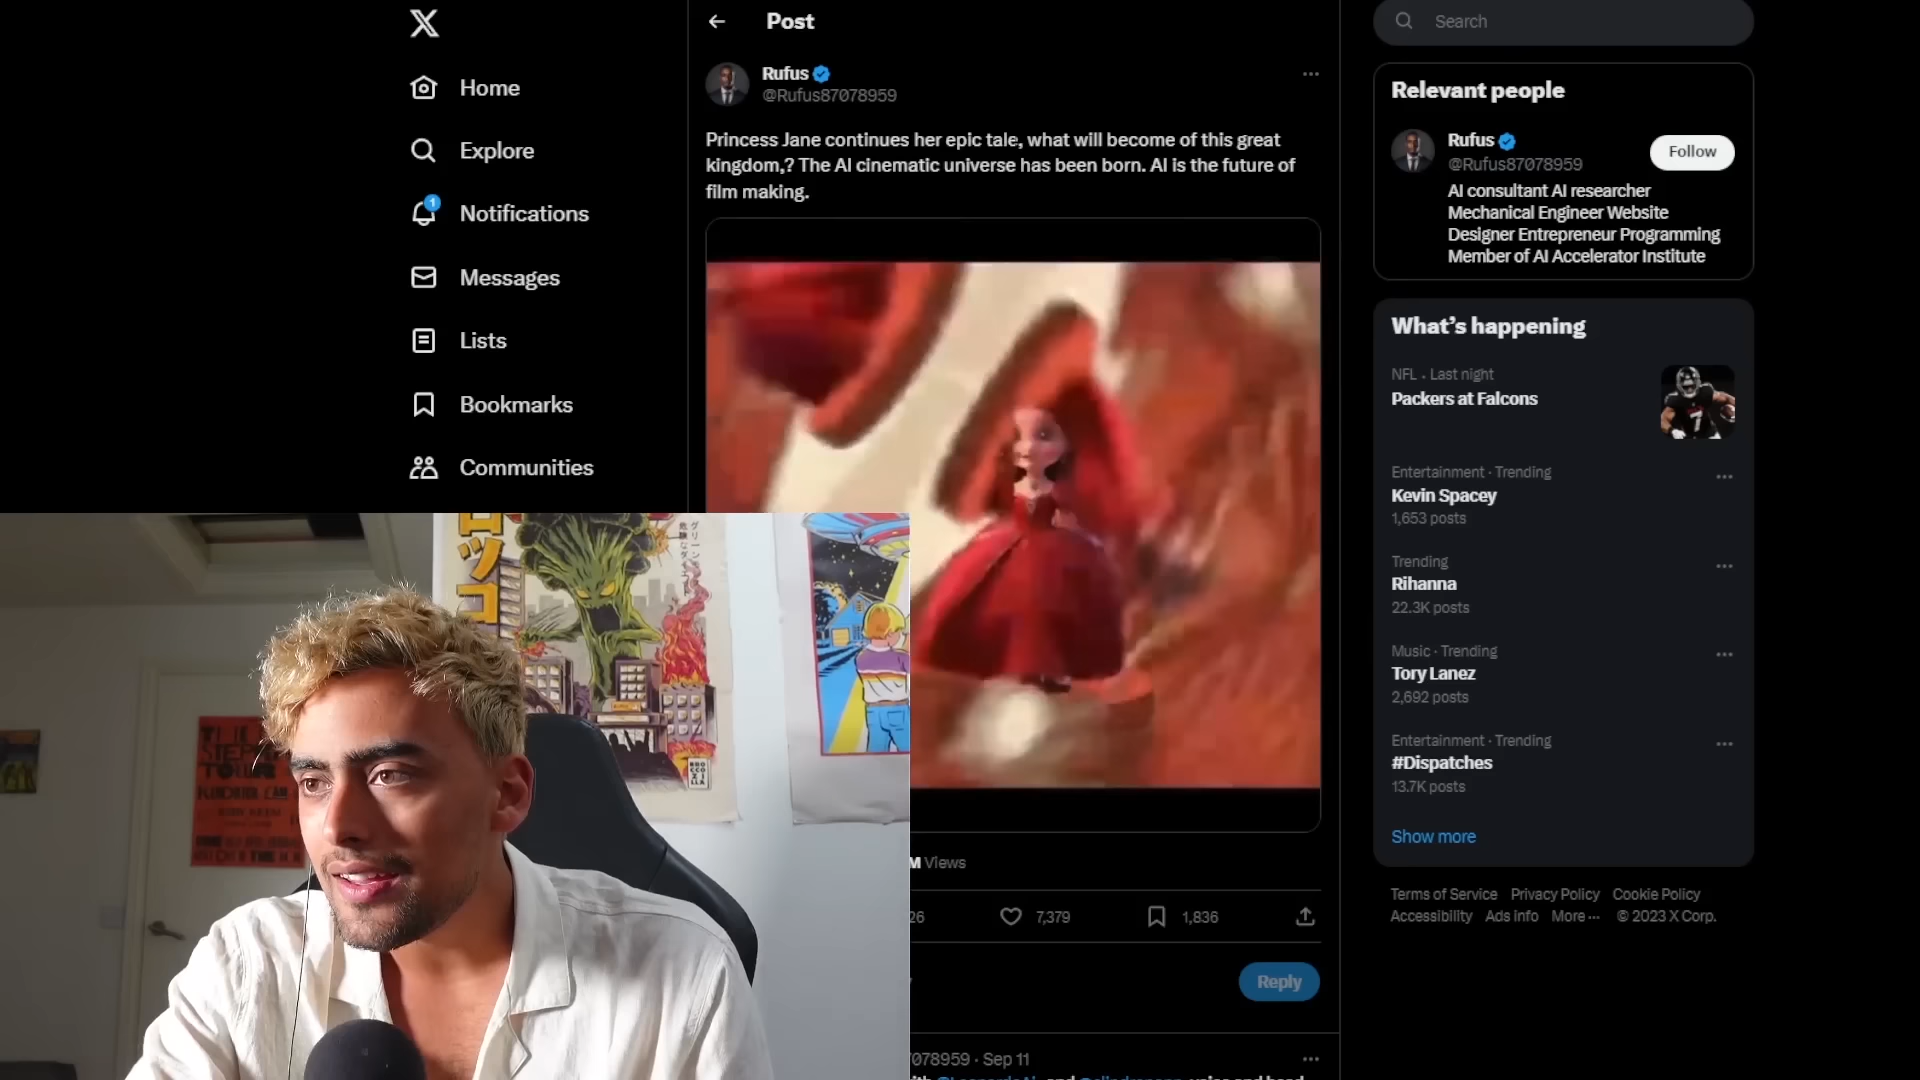 Home
Explore
Notifications
1
Messages
Lists
Bookmarks
Communities
Post
Rufus
@Rufus87078959
Princess Jane continues her epic tale, what will become of this great
kingdom,? The AI cinematic universe has been born. AI is the future of
film making.
M Views
26
7,379
1,836
Reply
078959 · Sep 11
Search
Relevant people
Rufus
@Rufus87078959
Follow
AI consultant AI researcher
Mechanical Engineer Website
Designer Entrepreneur Programming
Member of AI Accelerator Institute
What's happening
NFL · Last night
Packers at Falcons
7
Entertainment · Trending
Kevin Spacey
1,653 posts
Trending
Rihanna
22.3K posts
Music · Trending
Tory Lanez
2,692 posts
Entertainment · Trending
#Dispatches
13.7K posts
Show more
Terms of Service Privacy Policy Cookie Policy
Accessibility Ads info More ··· © 2023 X Corp.
ロッコ
BROCCOZILLA